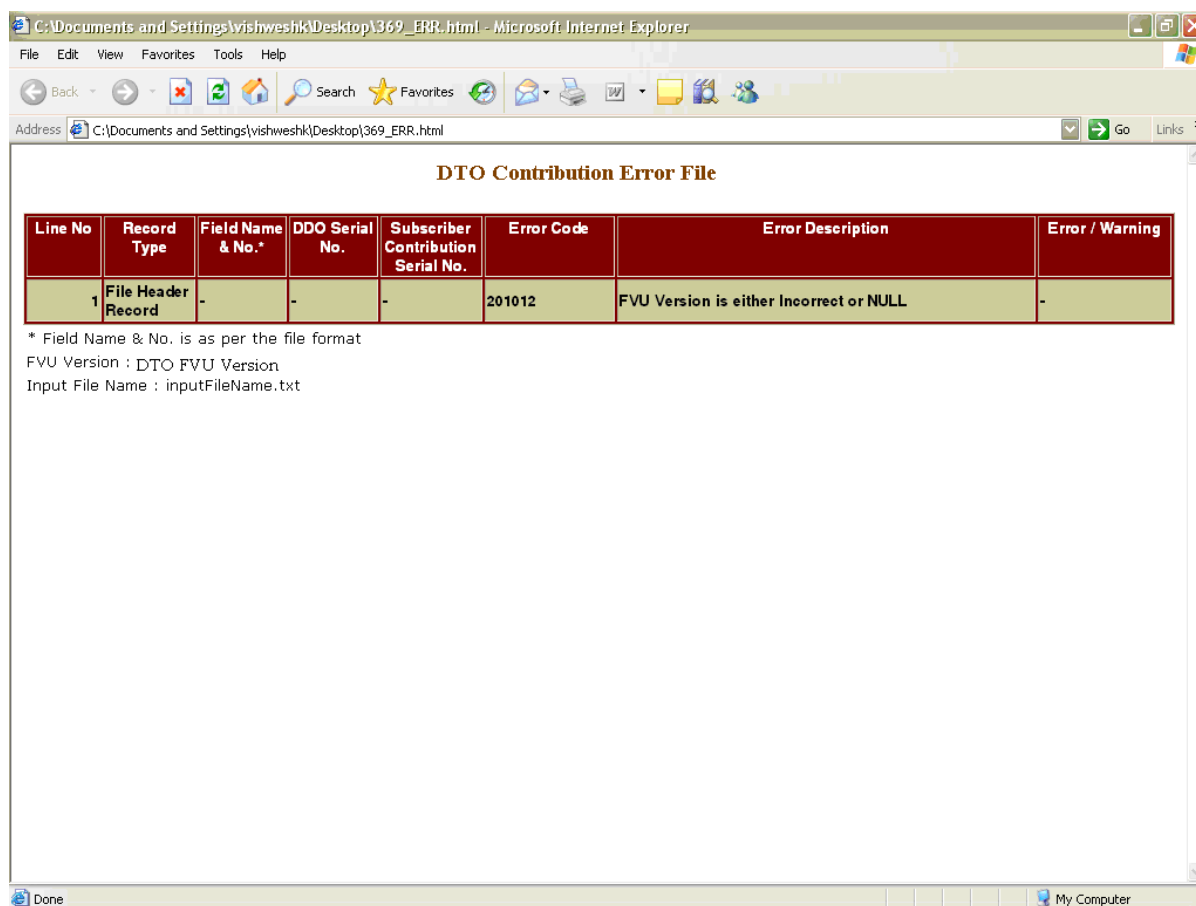 C:\Documents and Settings\vishweshk\Desktop\369_ERR.html - Microsoft Internet Explorer
File Edit View Favorites Tools Help
Back Search Favorites
Address C:\Documents and Settings\vishweshk\Desktop\369_ERR.html Go Links
DTO Contribution Error File
Line No Record Type Field Name & No.* DDO Serial No. Subscriber Contribution Serial No. Error Code Error Description Error / Warning
1 File Header Record - - - 201012 FVU Version is either Incorrect or NULL -
* Field Name & No. is as per the file format
FVU Version : DTO FVU Version
Input File Name : inputFileName.txt
Done My Computer